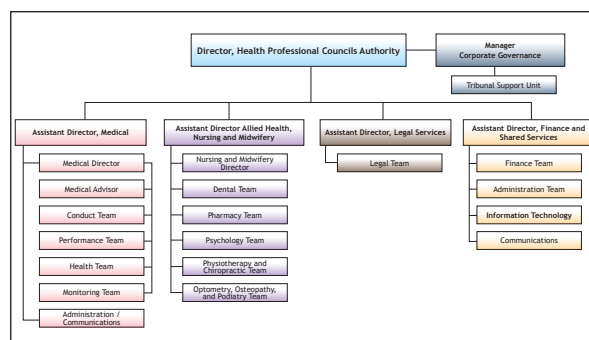 Director, Health Professional Councils Authority
Manager
Corporate Governance
Tribunal Support Unit
Assistant Director, Medical
Medical Director
Medical Advisor
Conduct Team
Performance Team
Health Team
Monitoring Team
Administration /
Communications
Assistant Director Allied Health,
Nursing and Midwifery
Nursing and Midwifery
Director
Dental Team
Pharmacy Team
Psychology Team
Physiotherapy and
Chiropractic Team
Optometry, Osteopathy,
and Podiatry Team
Assistant Director, Legal Services
Legal Team
Assistant Director, Finance and
Shared Services
Finance Team
Administration Team
Information Technology
Communications